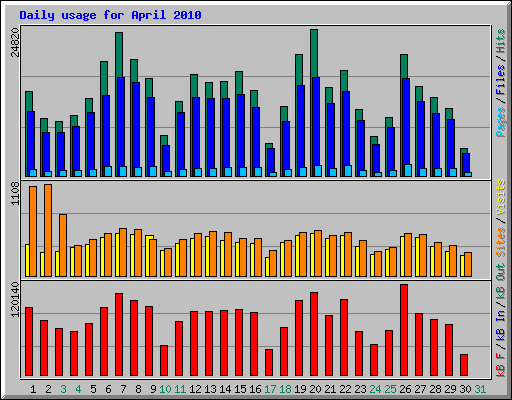 Daily usage for April 2010
24820
Pages / Files / Hits
1108
Sites / Visits
120140
kB F / kB In / kB Out
1 2 3 4 5 6 7 8 9 10 11 12 13 14 15 16 17 18 19 20 21 22 23 24 25 26 27 28 29 30 31